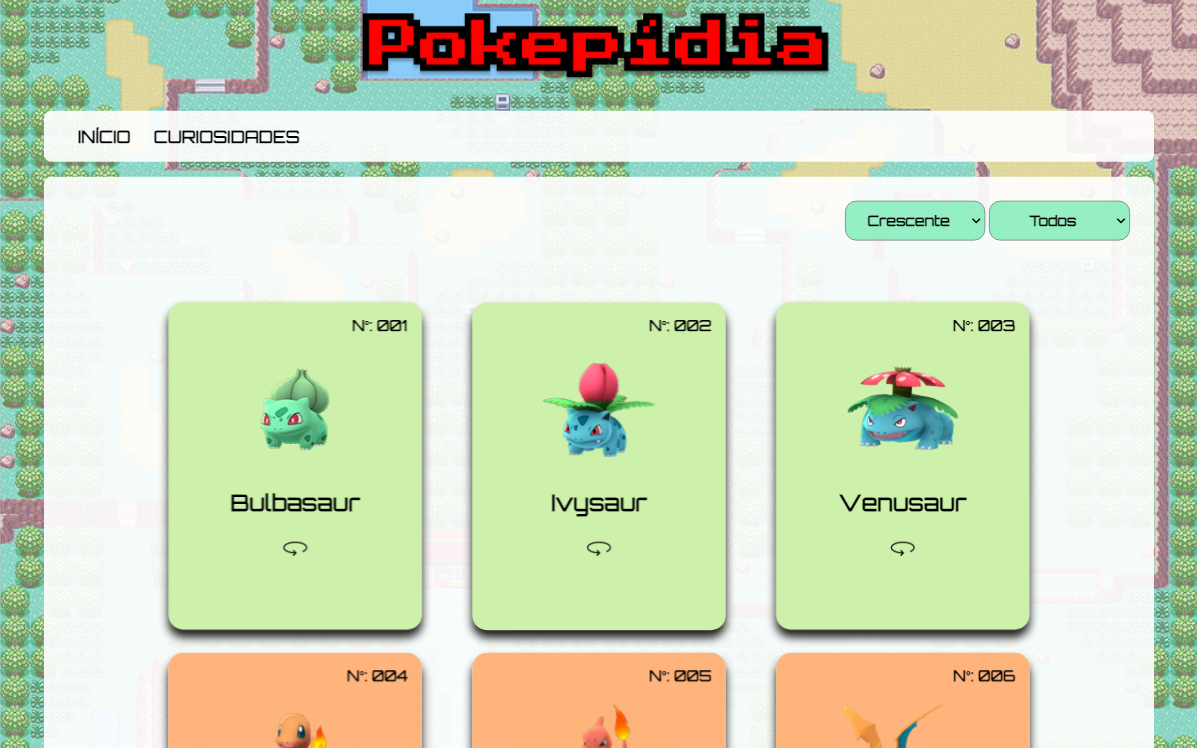 Pokepídia
INÍCIO CURIOSIDADES
Crescente Todos
Nº: 001 Nº: 002 Nº: 003
Bulbasaur Ivysaur Venusaur
Nº: 004 Nº: 005 Nº: 006